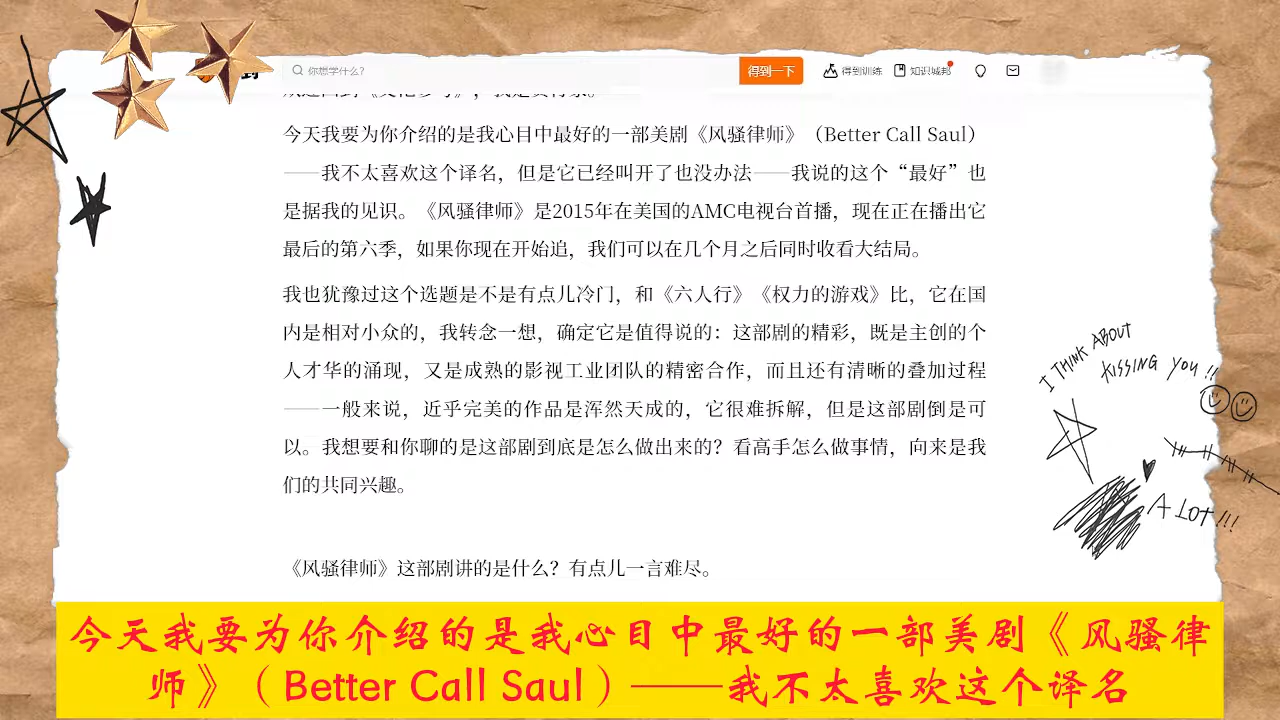 你想学什么?
得到一下
得到训练
知识城邦
今天我要为你介绍的是我心目中最好的一部美剧《风骚律师》（Better Call Saul）
——我不太喜欢这个译名，但是它已经叫开了也没办法——我说的这个“最好”也
是据我的见识。《风骚律师》是2015年在美国的AMC电视台首播，现在正在播出它
最后的第六季，如果你现在开始追，我们可以在几个月之后同时收看大结局。
我也犹豫过这个选题是不是有点儿冷门，和《六人行》《权力的游戏》比，它在国
内是相对小众的，我转念一想，确定它是值得说的：这部剧的精彩，既是主创的个
人才华的涌现，又是成熟的影视工业团队的精密合作，而且还有清晰的叠加过程
——一般来说，近乎完美的作品是浑然天成的，它很难拆解，但是这部剧倒是可
以。我想要和你聊的是这部剧到底是怎么做出来的？看高手怎么做事情，向来是我
们的共同兴趣。
《风骚律师》这部剧讲的是什么？有点儿一言难尽。
I THINK ABOUT
KISSING YOU !!
A LOT!!!
今天我要为你介绍的是我心目中最好的一部美剧《风骚律
师》（Better Call Saul）——我不太喜欢这个译名